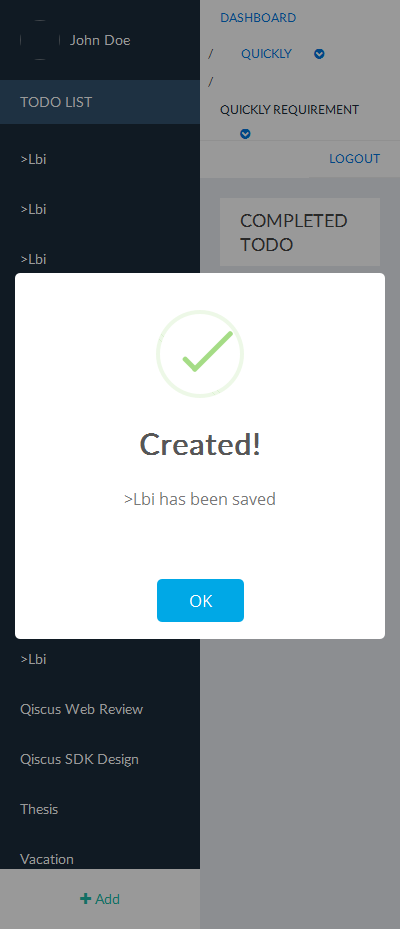 John Doe
TODO LIST
>Lbi
>Lbi
>Lbi
DASHBOARD
/ QUICKLY
/
QUICKLY REQUIREMENT
LOGOUT
COMPLETED
TODO
Created!
>Lbi has been saved
OK
>Lbi
Qiscus Web Review
Qiscus SDK Design
Thesis
Vacation
Add